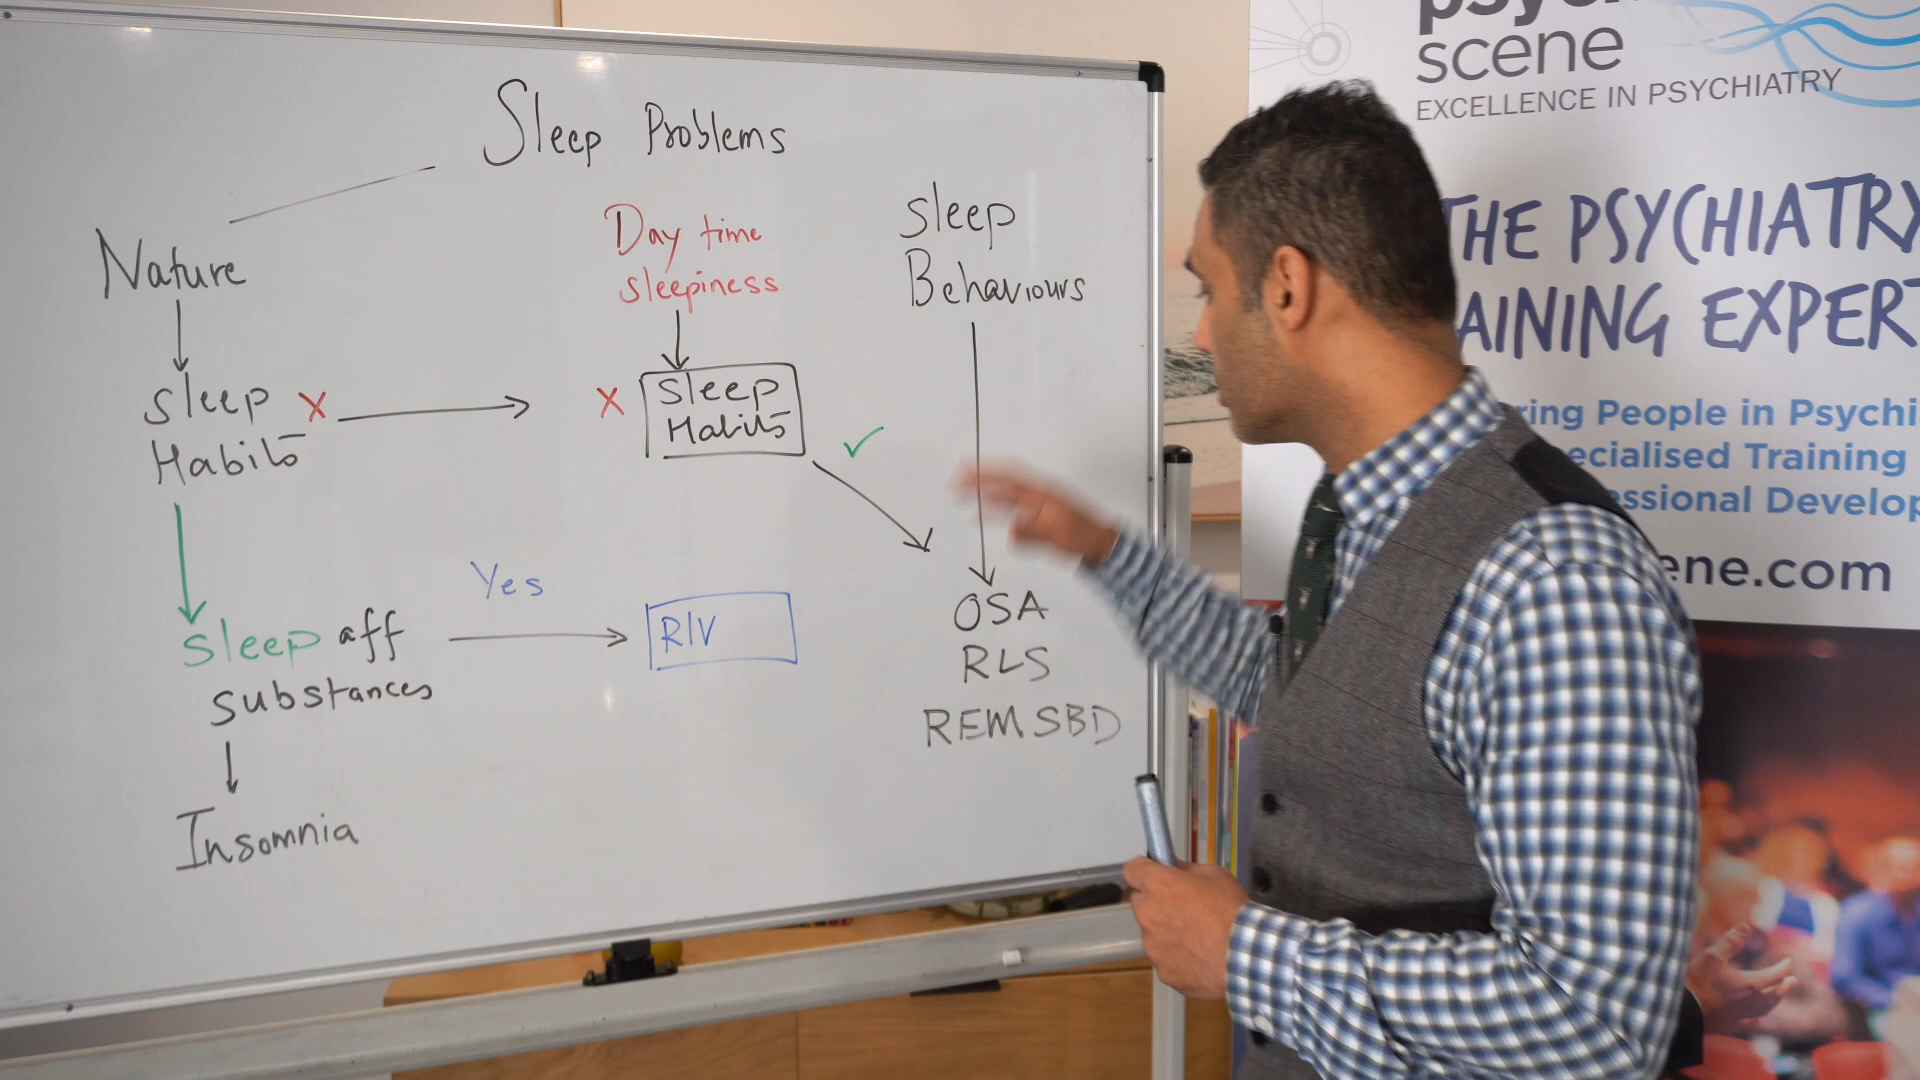 Sleep Problems
Nature
Day time
sleepiness
Sleep
Behaviours
sleep X
Habits
X Sleep
Habits
✓
Yes
Sleep aff
substances
R/V
OSA
RLS
REM SBD
Insomnia
scene
EXCELLENCE IN PSYCHIATRY
THE PSYCHIATRY
AINING EXPERT
ring People in Psychi
ecialised Training
ssional Develop
ene.com